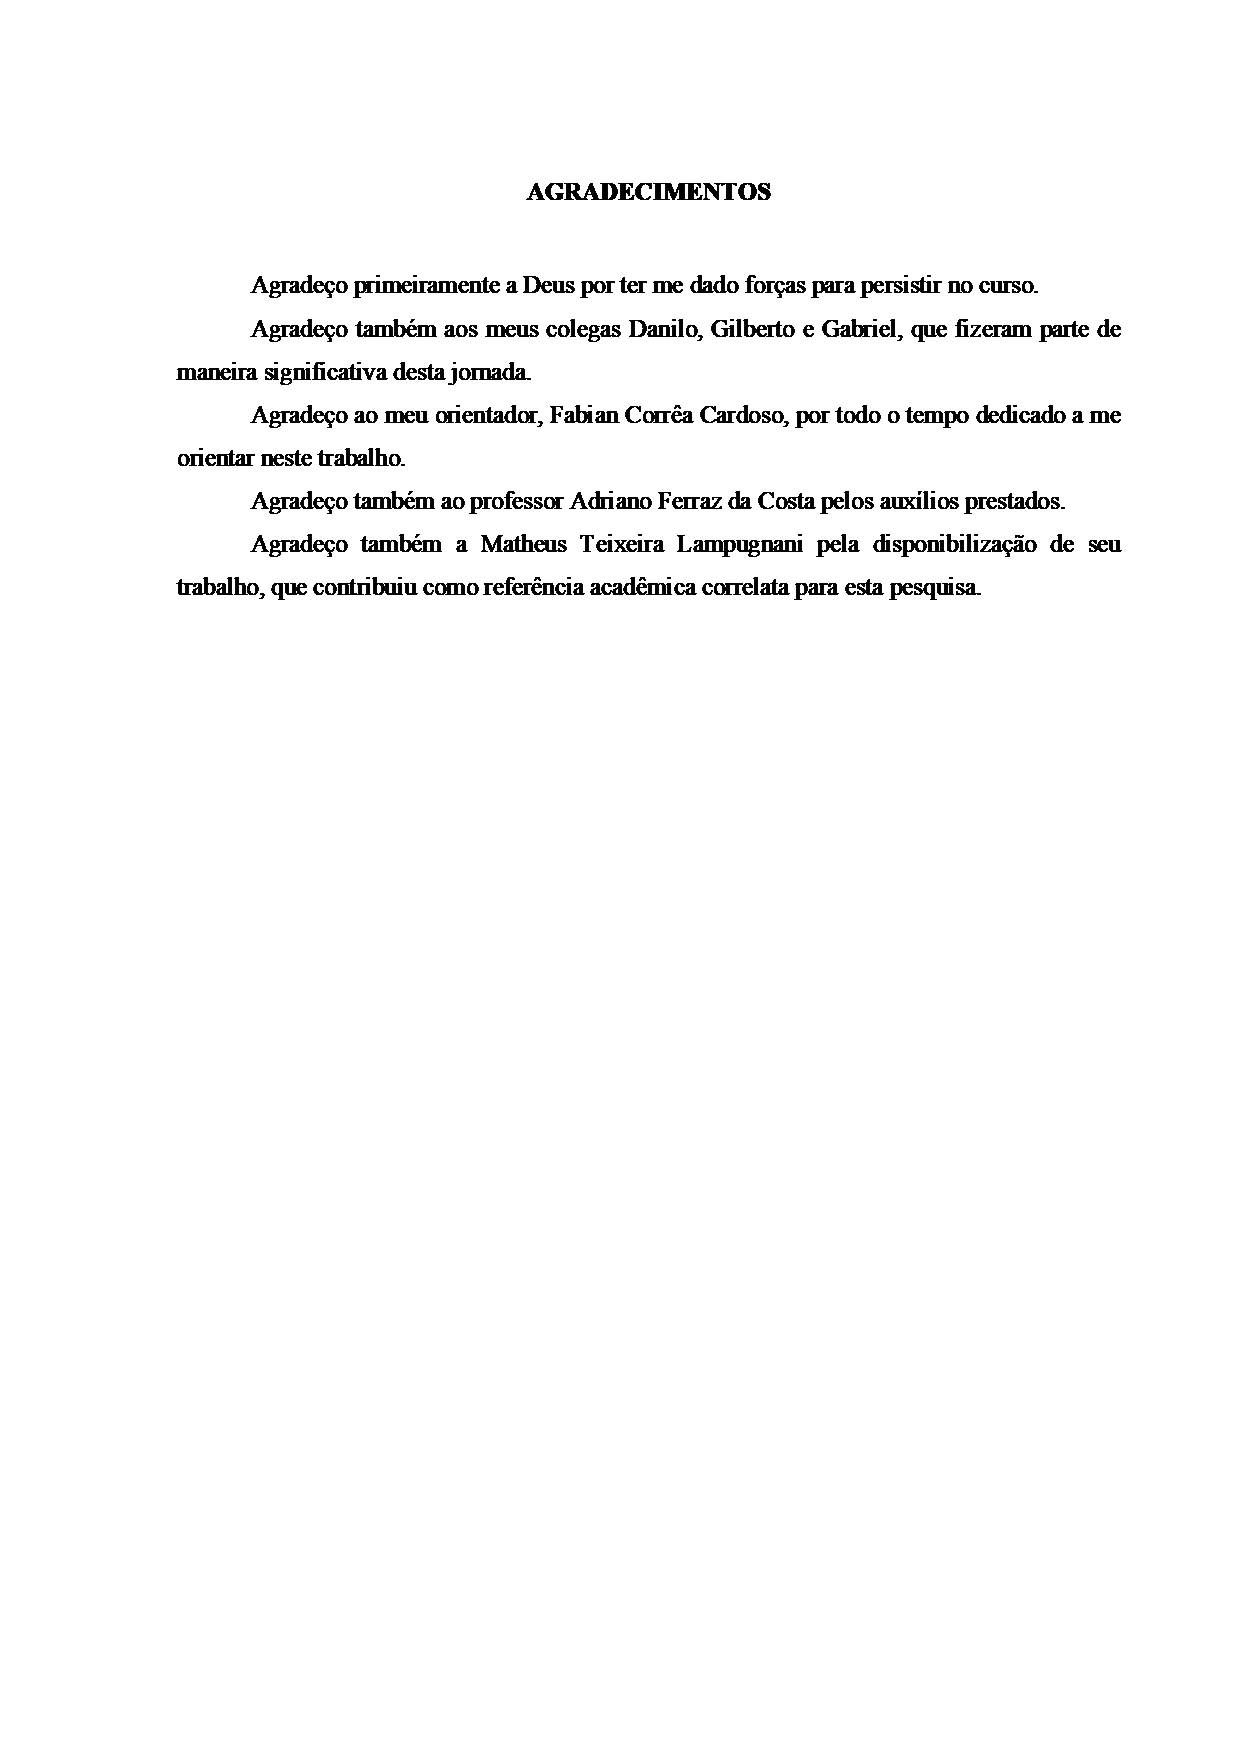 AGRADECIMENTOS
Agradeço primeiramente a Deus por ter me dado forças para persistir no curso.
Agradeço também aos meus colegas Danilo, Gilberto e Gabriel, que fizeram parte de
maneira significativa desta jornada.
Agradeço ao meu orientador, Fabian Corrêa Cardoso, por todo o tempo dedicado a me
orientar neste trabalho.
Agradeço também ao professor Adriano Ferraz da Costa pelos auxílios prestados.
Agradeço também a Matheus Teixeira Lampugnani pela disponibilização de seu
trabalho, que contribuiu como referência acadêmica correlata para esta pesquisa.